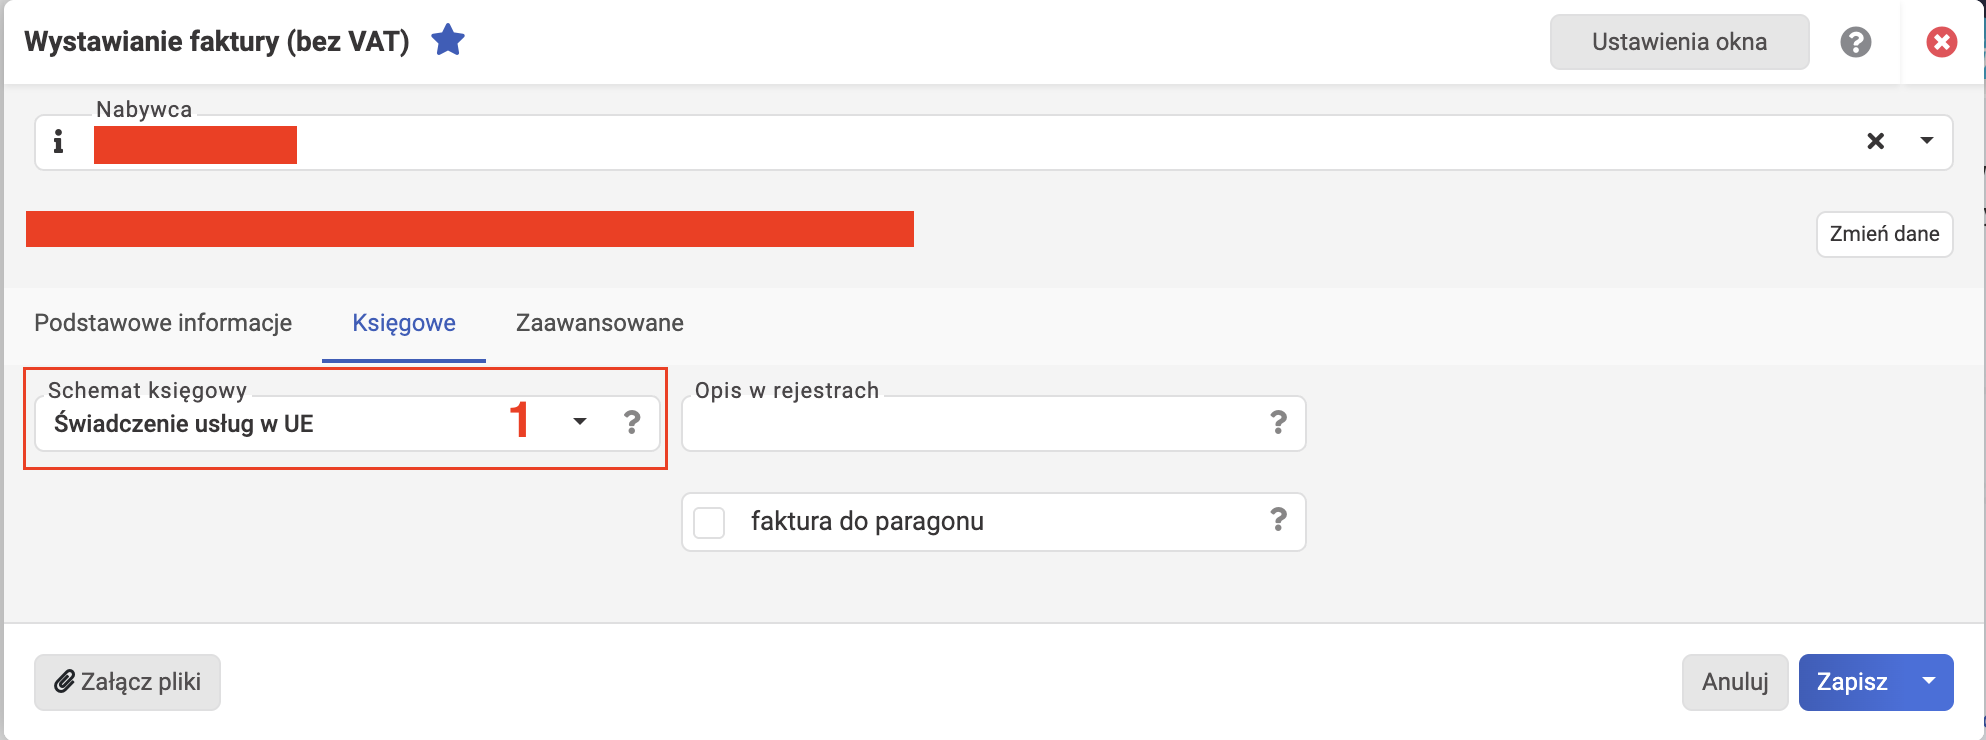 Wystawianie faktury (bez VAT)
Ustawienia okna
Nabywca
Zmień dane
Podstawowe informacje
Księgowe
Zaawansowane
Schemat księgowy
Świadczenie usług w UE
1
?
Opis w rejestrach
?
faktura do paragonu
?
Załącz pliki
Anuluj
Zapisz